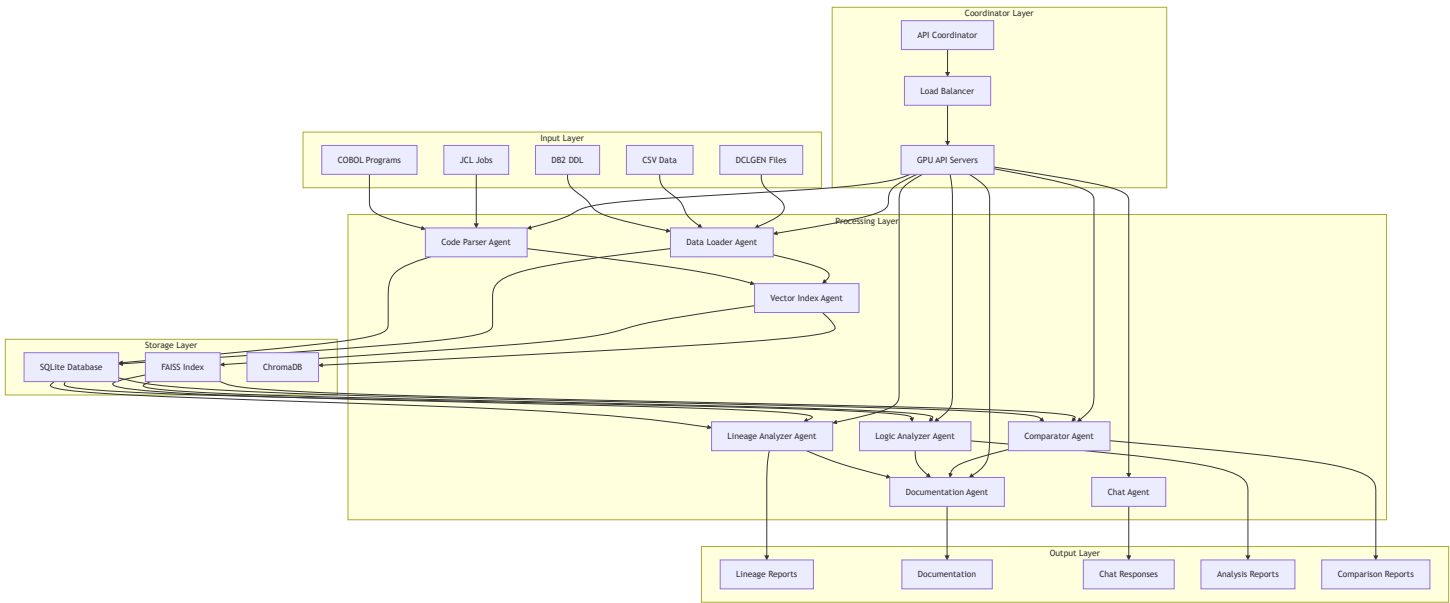 Coordinator Layer
API Coordinator
Load Balancer
GPU API Servers
Input Layer
COBOL Programs
JCL Jobs
DB2 DDL
CSV Data
DCLGEN Files
Processing Layer
Code Parser Agent
Data Loader Agent
Vector Index Agent
Storage Layer
SQLite Database
FAISS Index
ChromaDB
Lineage Analyzer Agent
Logic Analyzer Agent
Comparator Agent
Documentation Agent
Chat Agent
Output Layer
Lineage Reports
Documentation
Chat Responses
Analysis Reports
Comparison Reports